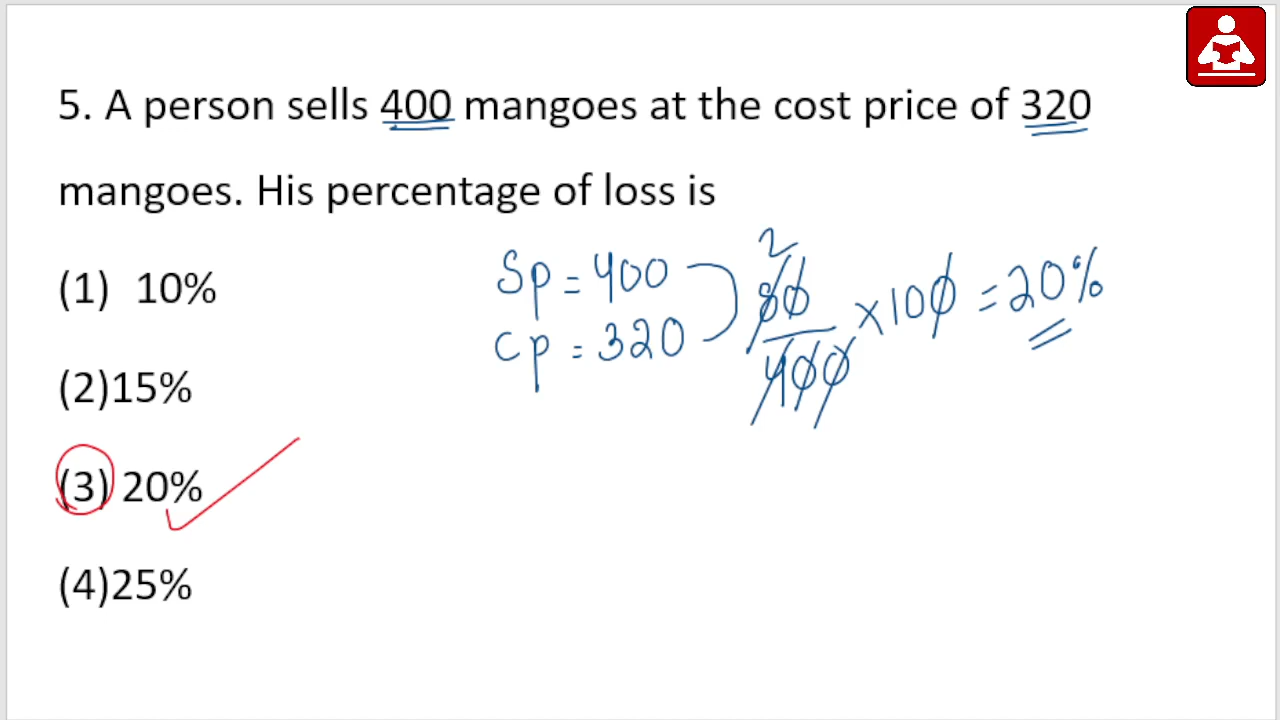 5. A person sells 400 mangoes at the cost price of 320
mangoes. His percentage of loss is
(1) 10%
(2)15%
(3) 20%
(4)25%
Sp = 400
Cp = 320
2
80
400
×100 = 20%